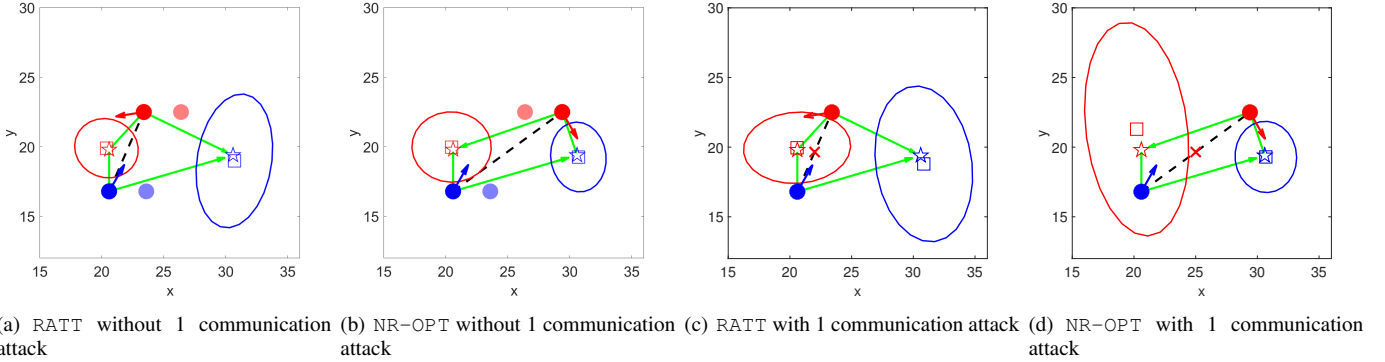 30
25
20
15
y
15 20 25 30 35
x
30
25
20
15
y
15 20 25 30 35
x
30
25
20
15
y
15 20 25 30 35
x
30
25
20
15
y
15 20 25 30 35
x
(a) RATT without 1 communication
attack
(b) NR-OPT without 1 communication
attack
(c) RATT with 1 communication attack
(d) NR-OPT with 1 communication
attack